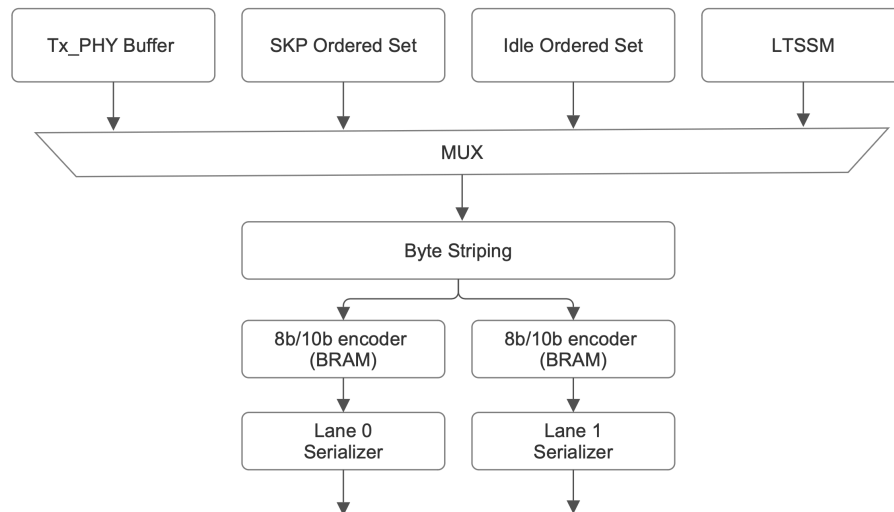 Tx_PHY Buffer
SKP Ordered Set
Idle Ordered Set
LTSSM
MUX
Byte Striping
8b/10b encoder
(BRAM)
8b/10b encoder
(BRAM)
Lane 0
Serializer
Lane 1
Serializer